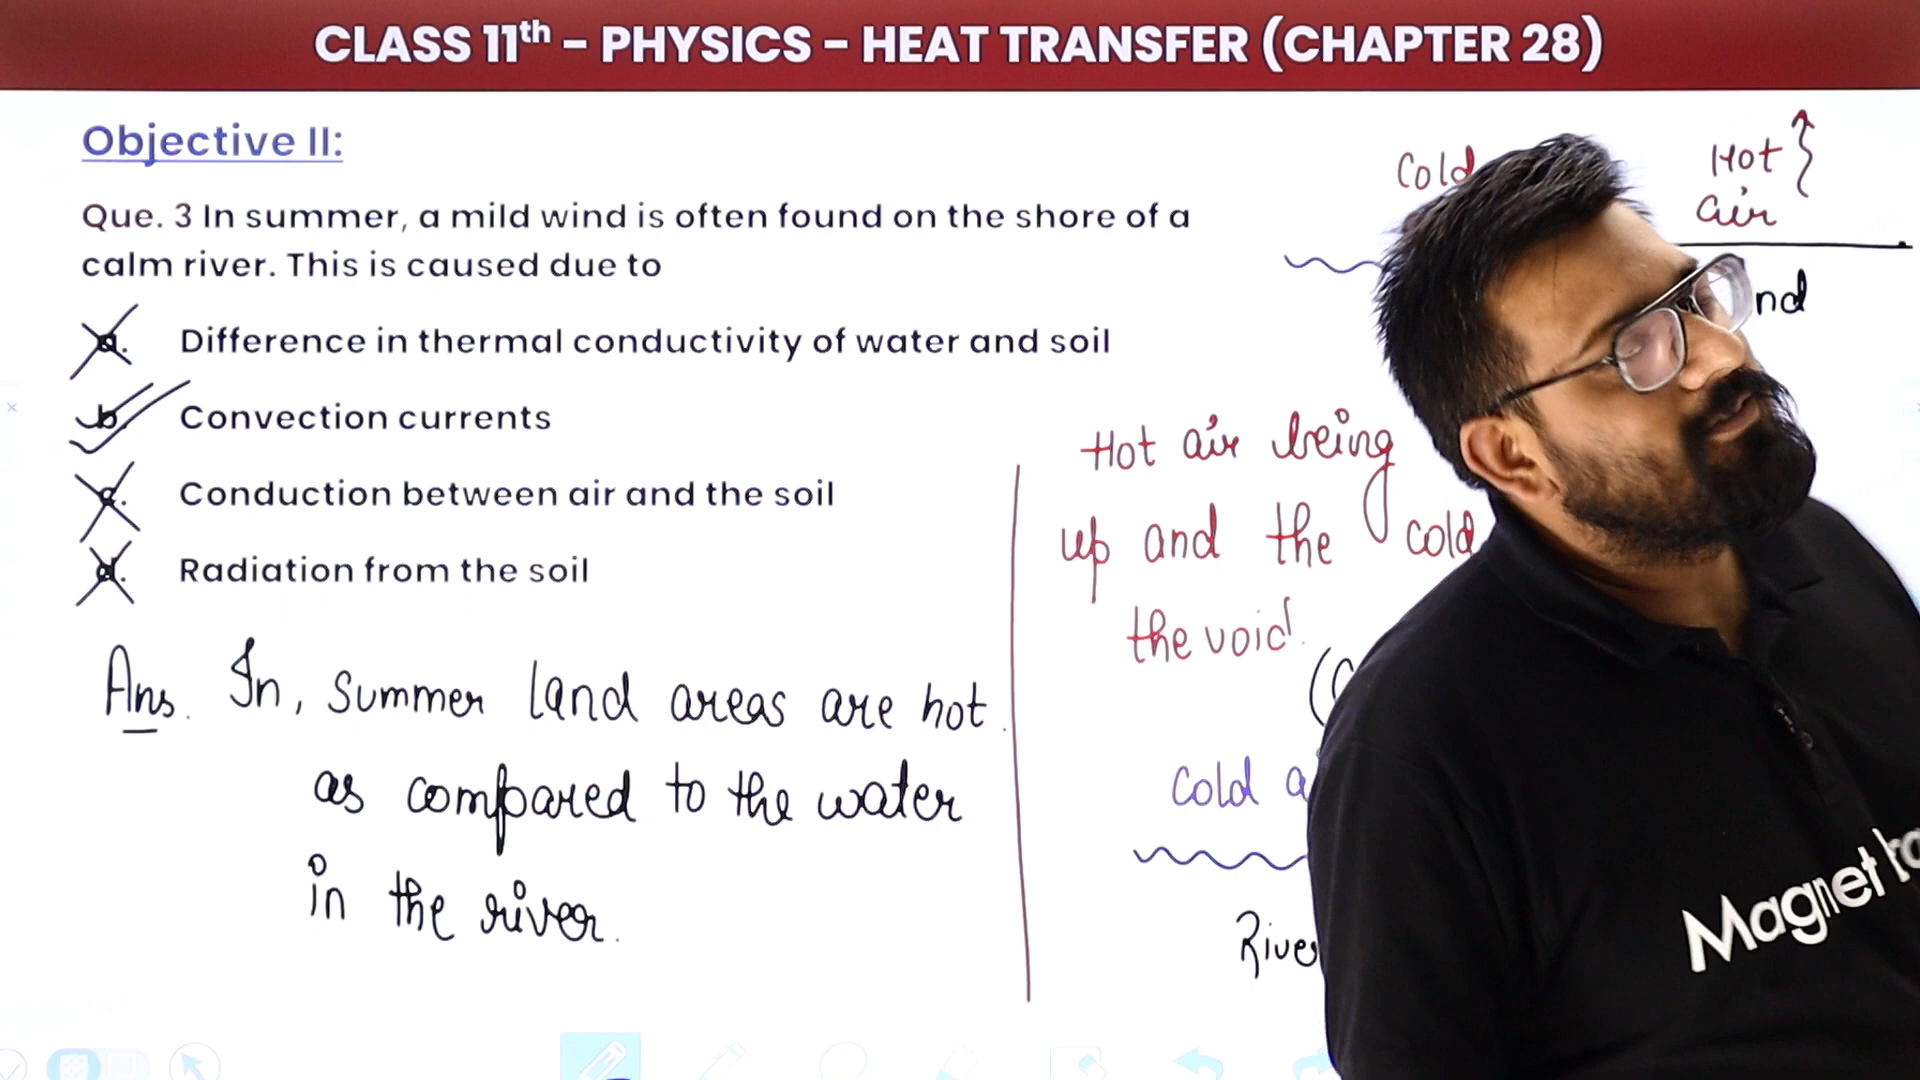 CLASS 11th – PHYSICS – HEAT TRANSFER (CHAPTER 28)
Objective II:
Que. 3 In summer, a mild wind is often found on the shore of a
calm river. This is caused due to
a. Difference in thermal conductivity of water and soil
b. Convection currents
c. Conduction between air and the soil
d. Radiation from the soil
Ans. In, summer land areas are hot
as compared to the water
in the river.
Cold
Hot
air
Hot air being
up and the cold
the void.
cold
Magnet